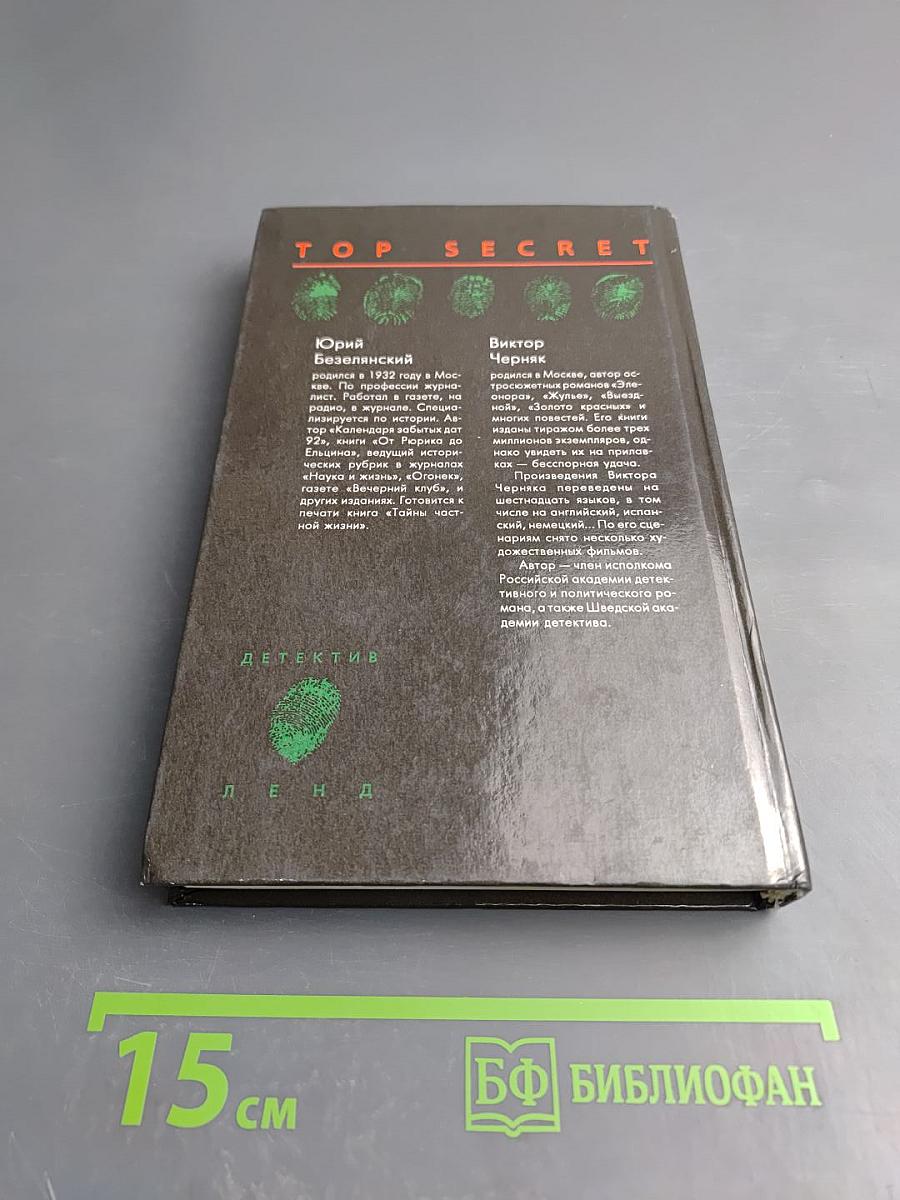 TOP SECRET
Юрий
Безелянский
родился в 1932 году в Мос-
кве. По профессии журна-
лист. Работал в газете, на
радио, в журнале. Специа-
лизируется по истории. Ав-
тор «Календаря забытых дат
92», книги «От Рюрика до
Ельцина», ведущий истори-
ческих рубрик в журналах
«Наука и жизнь», «Огонек»,
газете «Вечерний клуб», и
других изданиях. Готовится к
печати книга «Тайны част-
ной жизни».
Виктор
Черняк
родился в Москве, автор ос-
тросюжетных романов «Эле-
онора», «Жулье», «Выезд-
ной», «Золото красных» и
многих повестей. Его книги
изданы тиражом более трех
миллионов экземпляров, од-
нако увидеть их на прилав-
ках — бесспорная удача.
Произведения Виктора
Черняка переведены на
шестнадцать языков, в том
числе на английский, испан-
ский, немецкий... По его сце-
нариям снято несколько ху-
дожественных фильмов.
Автор — член исполкома
Российской академии детек-
тивного и политического ро-
мана, а также Шведской ака-
демии детектива.
ДЕТЕКТИВ
ЛЕНД
15 см
БФ БИБЛИОФАН